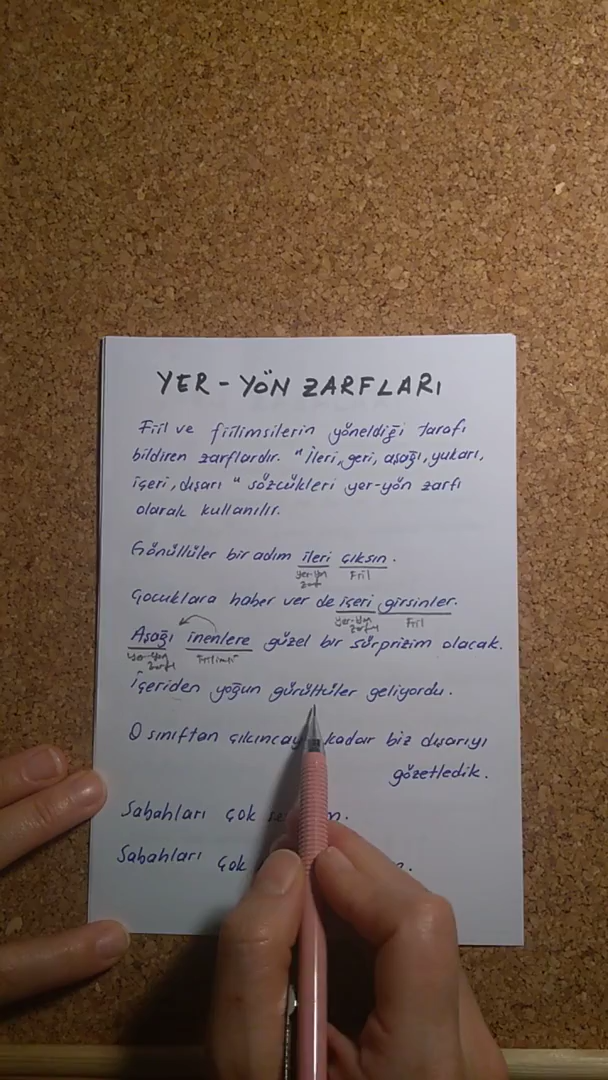 YER-YÖN ZARFLARI
Fiil ve fiilimsilerin yöneldiği tarafı
bildiren zarflardır. "İleri, geri, aşağı, yukarı,
içeri, dışarı" sözcükleri yer-yön zarfı
olarak kullanılır.
Gönüllüler bir adım ileri çıksın.
yer-yön Fiil
zarfı
Çocuklara haber ver de içeri girsinler.
yer-yön Fiil
zarfı
Aşağı inenlere güzel bir sürprizim olacak.
yer-yön Fiilimsi
zarfı
İçeriden yoğun gürültüler geliyordu.
O sınıftan çıkıncaya kadar biz dışarıyı
gözetledik.
Sabahları çok
Sabahları çok